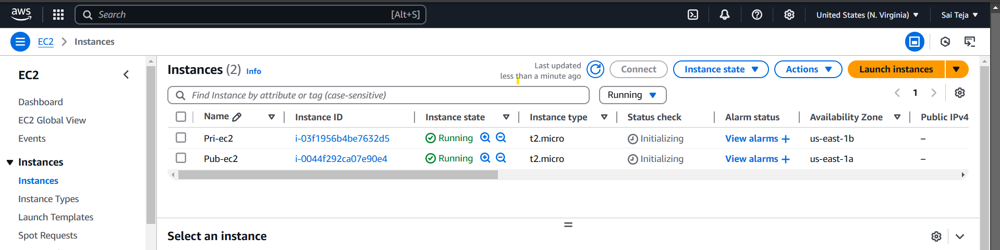 aws Search [Alt+S] United States (N. Virginia) Sai Teja
EC2 Instances
EC2
Dashboard
EC2 Global View
Events
Instances
Instances
Instance Types
Launch Templates
Spot Requests
Instances (2) Info
Last updated
less than a minute ago
Connect Instance state Actions Launch instances
Find Instance by attribute or tag (case-sensitive) Running 1
Name Instance ID Instance state Instance type Status check Alarm status Availability Zone Public IPv4
Pri-ec2 i-03f1956b4be7632d5 Running t2.micro Initializing View alarms + us-east-1b –
Pub-ec2 i-0044f292ca07e90e4 Running t2.micro Initializing View alarms + us-east-1a –
Select an instance